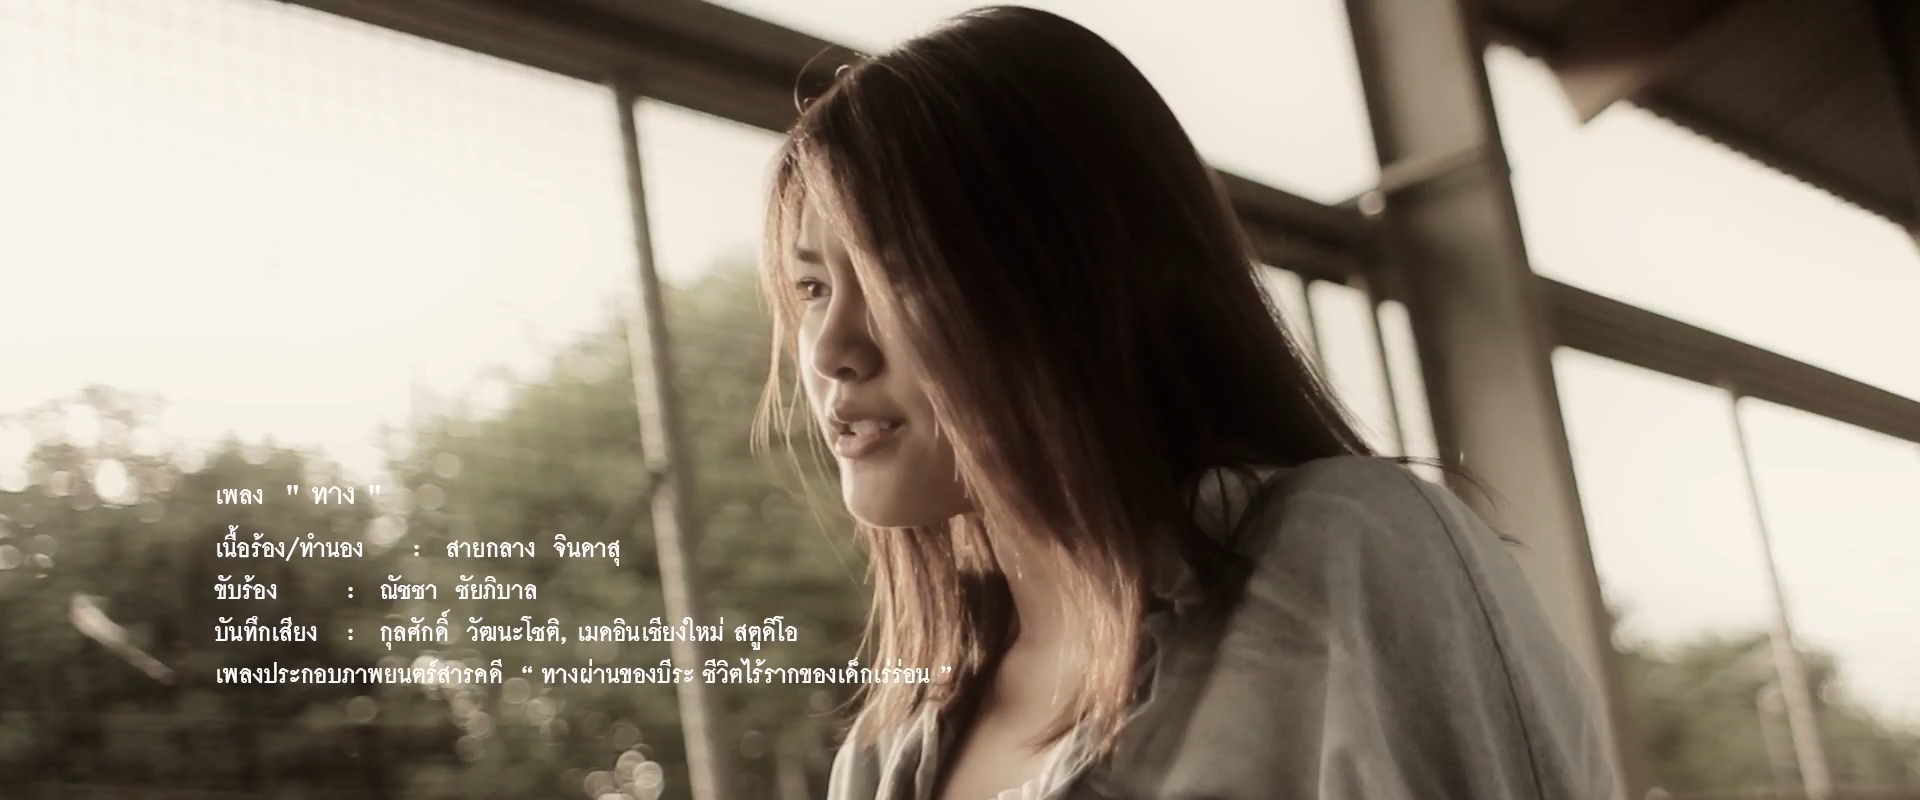 เพลง " ทาง "
เนื้อร้อง/ทำนอง : สายกลาง จินดาสุ
ขับร้อง : ณัชชา ชัยภิบาล
บันทึกเสียง : กุลศักดิ์ วัฒนะโชติ, เมดอินเชียงใหม่ สตูดิโอ
เพลงประกอบภาพยนตร์สารคดี “ ทางผ่านของบีระ ชีวิตไร้รากของเด็กเร่ร่อน ”